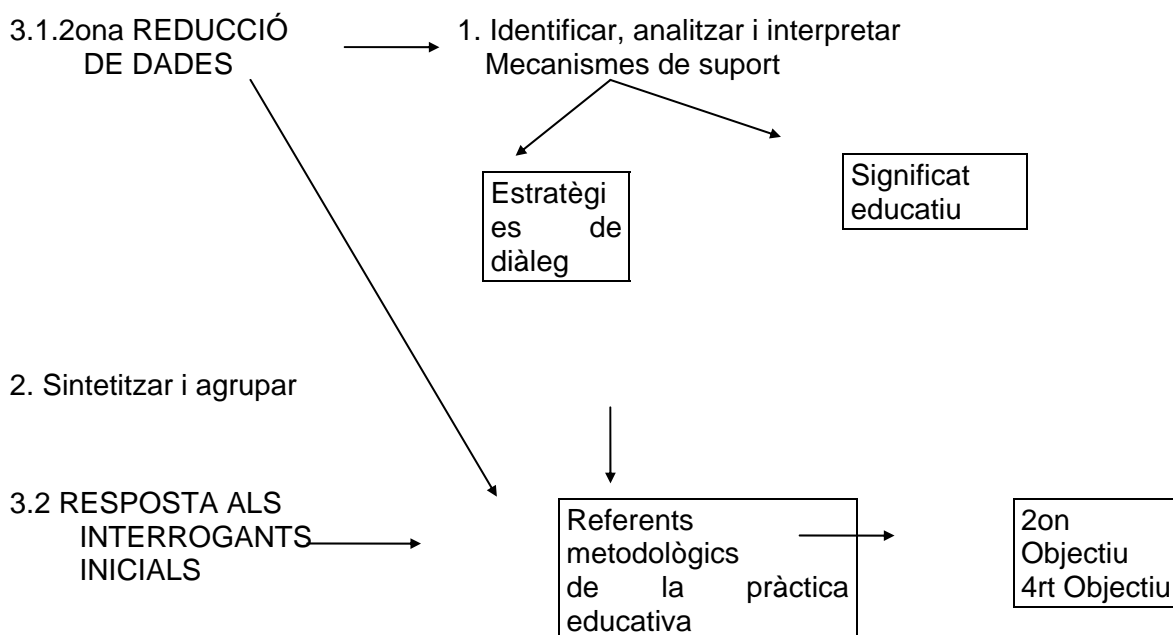 3.1.2ona REDUCCIÓ
DE DADES
1. Identificar, analitzar i interpretar
Mecanismes de suport
Estratègi
es de
diàleg
Significat
educatiu
2. Sintetitzar i agrupar
3.2 RESPOSTA ALS
INTERROGANTS
INICIALS
Referents
metodològics
de la pràctica
educativa
2on
Objectiu
4rt Objectiu